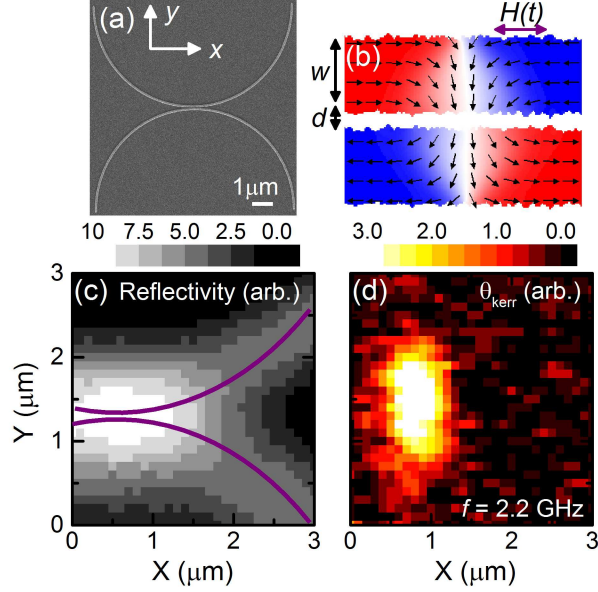 (a)
y
x
1μm
H(t)
(b)
w
d
10 7.5 5.0 2.5 0.0
3.0 2.0 1.0 0.0
(c) Reflectivity (arb.)
(d) θkerr (arb.)
3
2
1
0
Y (μm)
f = 2.2 GHz
0 1 2 3
0 1 2 3
X (μm)
X (μm)